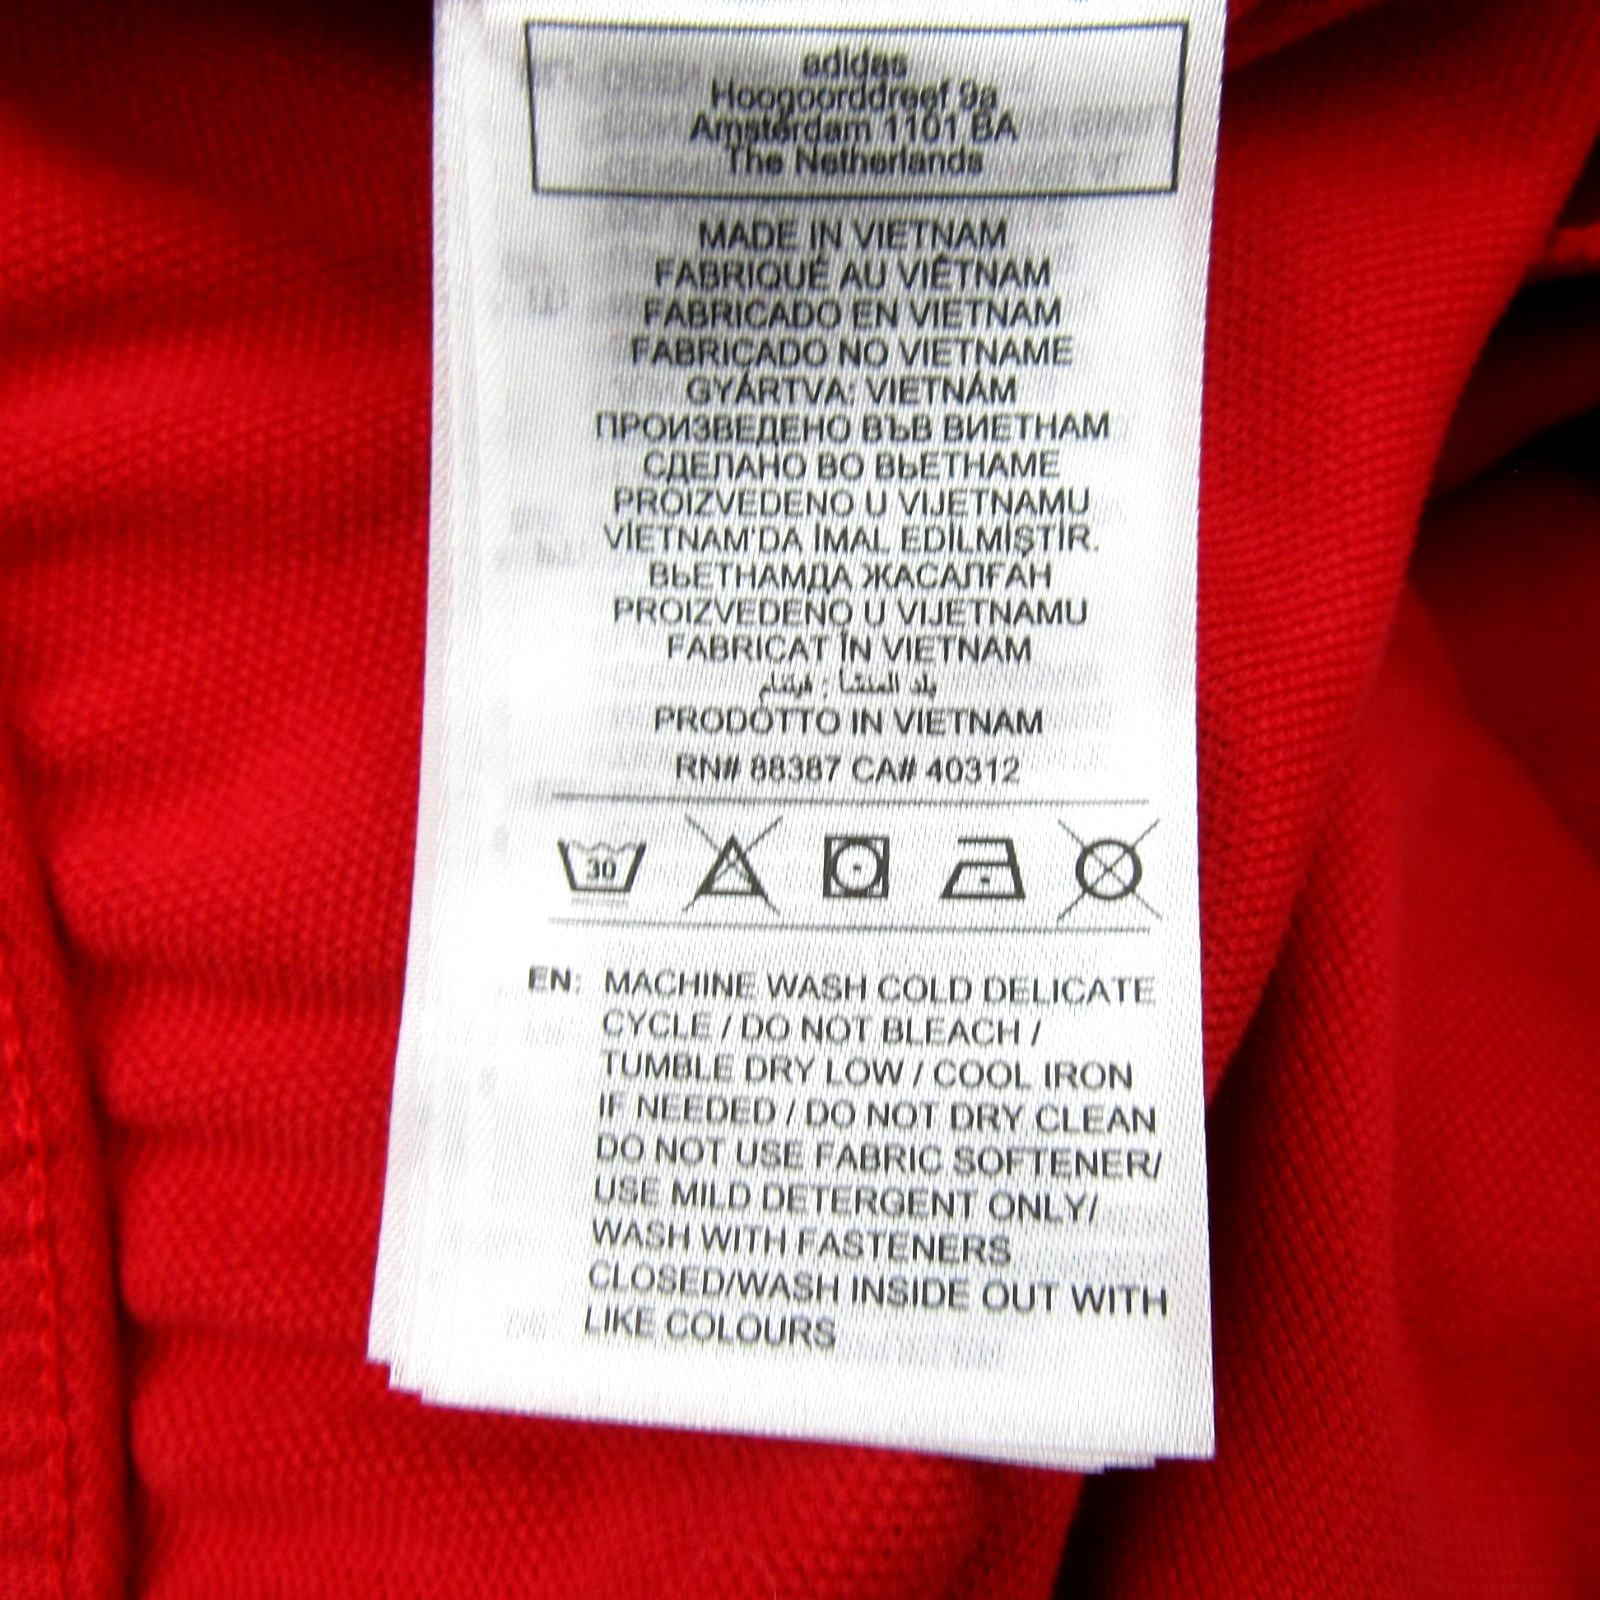 adidas
Hoogoorddreef 9a
Amsterdam 1101 BA
The Netherlands
MADE IN VIETNAM
FABRIQUÉ AU VIÊTNAM
FABRICADO EN VIETNAM
FABRICADO NO VIETNAME
GYÁRTVA: VIETNÁM
ПРОИЗВЕДЕНО ВЪВ ВИЕТНАМ
СДЕЛАНО ВО ВЬЕТНАМЕ
PROIZVEDENO U VIJETNAMU
VİETNAM'DA İMAL EDİLMİŞTİR.
ВЬЕТНАМДА ЖАСАЛҒАН
PROIZVEDENO U VIJETNAMU
FABRICAT ÎN VIETNAM
بلد المنشأ : فيتنام
PRODOTTO IN VIETNAM
RN# 88387 CA# 40312
30
EN: MACHINE WASH COLD DELICATE
CYCLE / DO NOT BLEACH /
TUMBLE DRY LOW / COOL IRON
IF NEEDED / DO NOT DRY CLEAN
DO NOT USE FABRIC SOFTENER/
USE MILD DETERGENT ONLY/
WASH WITH FASTENERS
CLOSED/WASH INSIDE OUT WITH
LIKE COLOURS